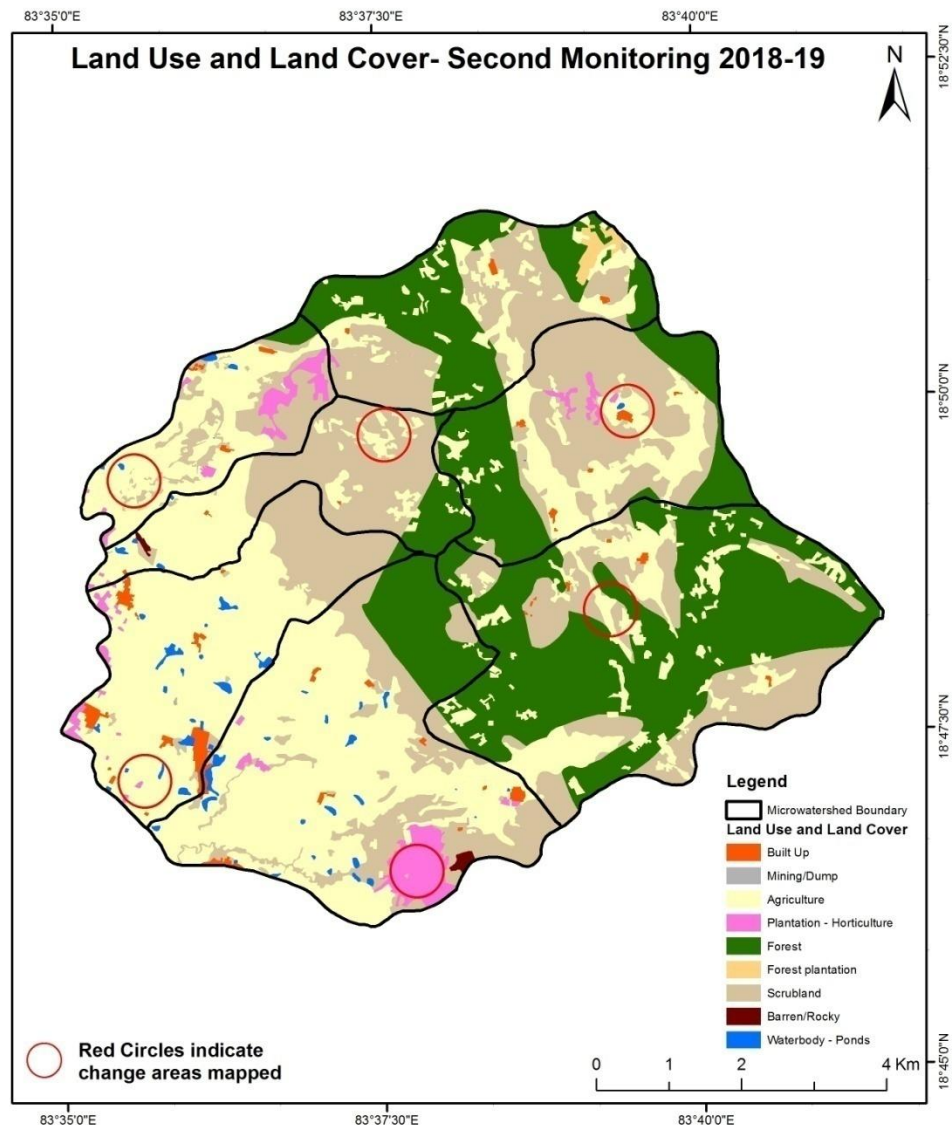 83°35'0"E 83°37'30"E 83°40'0"E
Land Use and Land Cover- Second Monitoring 2018-19
N
18°52'30"N
18°50'0"N
18°47'30"N
18°45'0"N
Legend
Microwatershed Boundary
Land Use and Land Cover
Built Up
Mining/Dump
Agriculture
Plantation - Horticulture
Forest
Forest plantation
Scrubland
Barren/Rocky
Waterbody - Ponds
Red Circles indicate
change areas mapped
0 1 2 4 Km
83°35'0"E 83°37'30"E 83°40'0"E